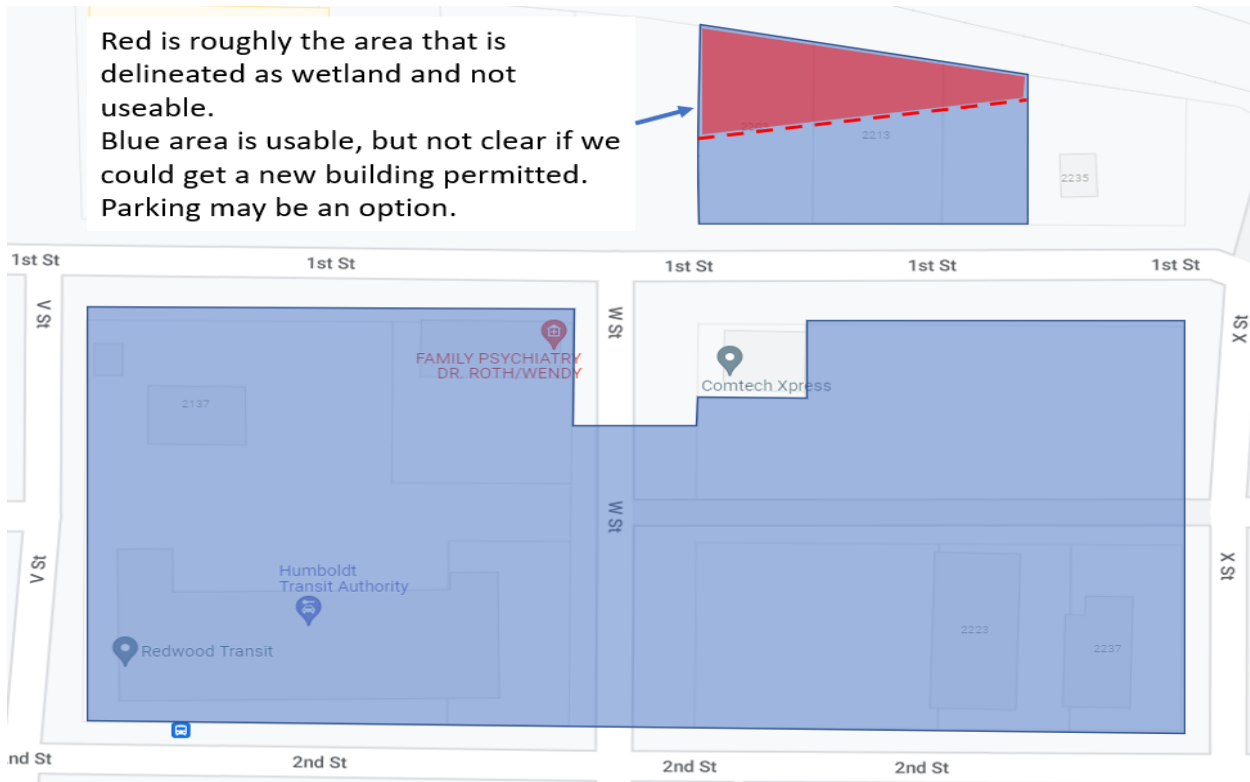 Red is roughly the area that is
delineated as wetland and not
useable.
Blue area is usable, but not clear if we
could get a new building permitted.
Parking may be an option.
2213
2235
1st St
1st St
1st St
1st St
1st St
V St
W St
X St
FAMILY PSYCHIATRY
DR. ROTH/WENDY
Comtech Xpress
2137
W St
V St
X St
Humboldt
Transit Authority
Redwood Transit
2223
2237
nd St
2nd St
2nd St
2nd St